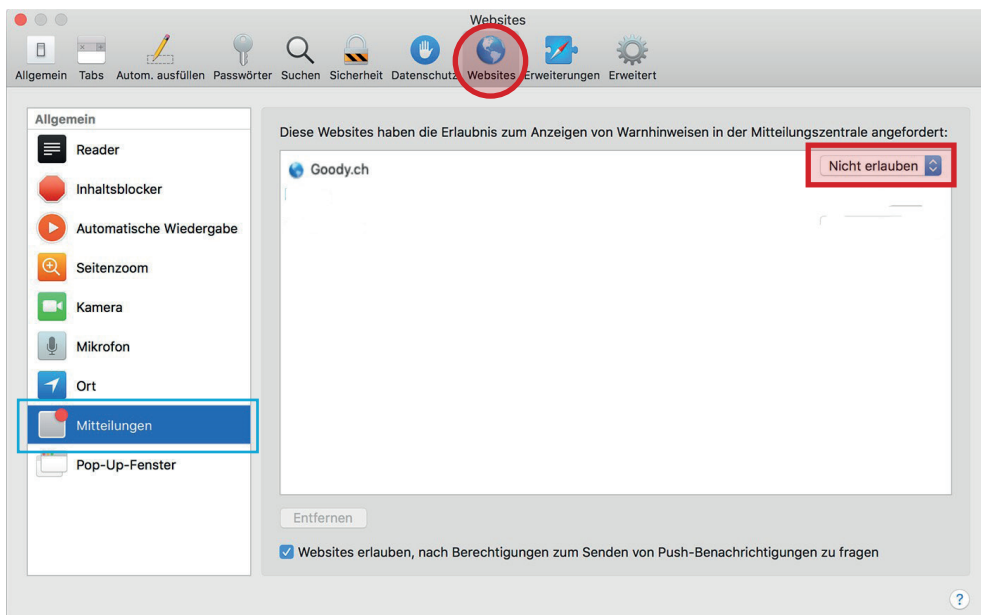 Websites
Allgemein Tabs Autom. ausfüllen Passwörter Suchen Sicherheit Datenschutz Websites Erweiterungen Erweitert
Allgemein
Reader
Inhaltsblocker
Automatische Wiedergabe
Seitenzoom
Kamera
Mikrofon
Ort
Mitteilungen
Pop-Up-Fenster
Diese Websites haben die Erlaubnis zum Anzeigen von Warnhinweisen in der Mitteilungszentrale angefordert:
Goody.ch Nicht erlauben
Entfernen
Websites erlauben, nach Berechtigungen zum Senden von Push-Benachrichtigungen zu fragen
?